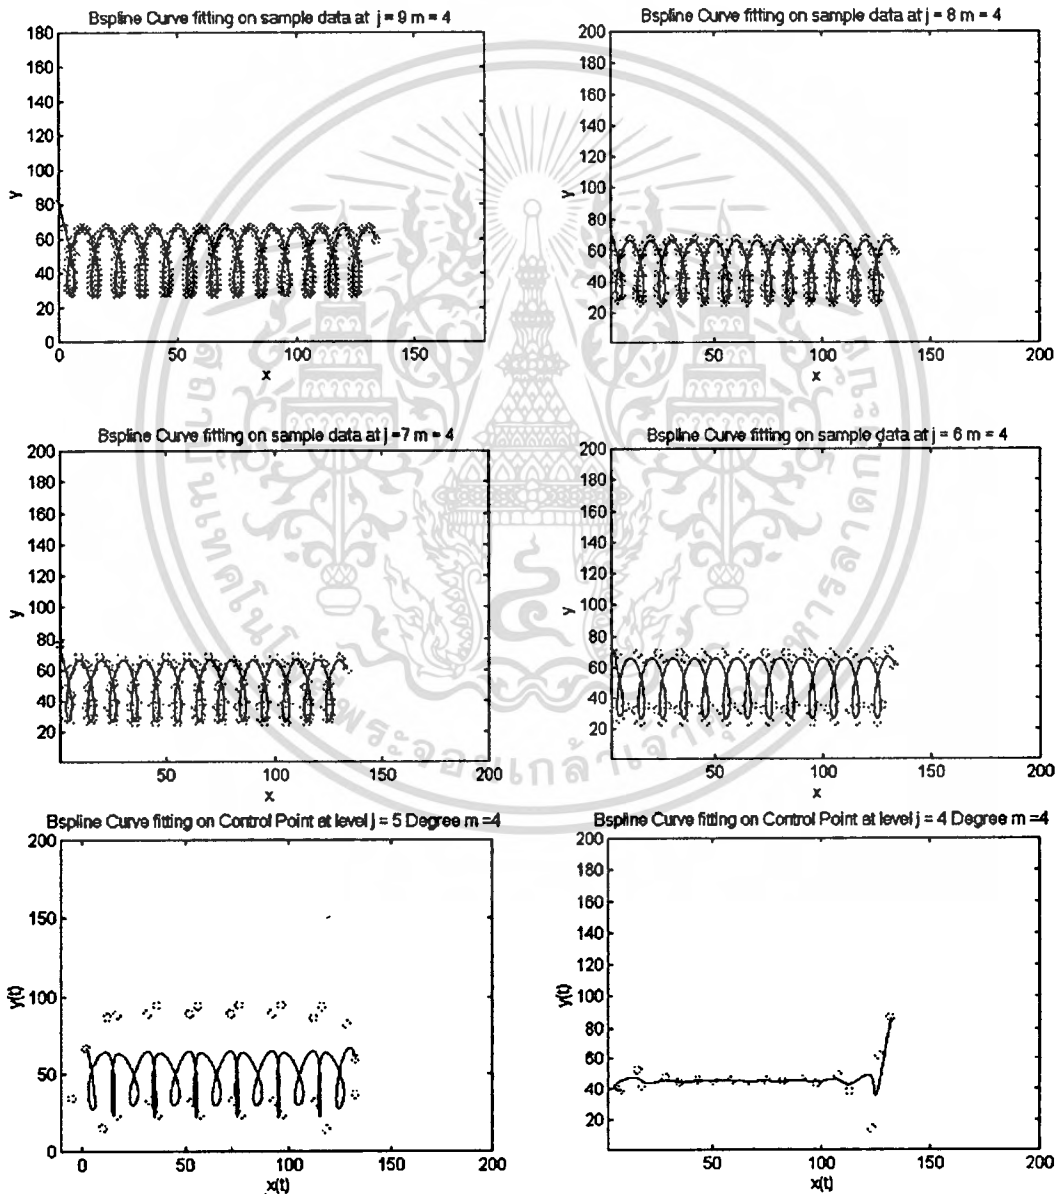 Bspline Curve fitting on sample data at j = 9 m = 4
180
160
140
120
100
80
60
40
20
0
y
0 50 100 150
x
Bspline Curve fitting on sample data at j = 8 m = 4
200
180
160
140
120
100
80
60
40
20
y
50 100 150 200
x
Bspline Curve fitting on sample data at j =7 m = 4
200
180
160
140
120
100
80
60
40
20
y
50 100 150 200
x
Bspline Curve fitting on sample data at j = 6 m = 4
200
180
160
140
120
100
80
60
40
20
y
50 100 150 200
x
Bspline Curve fitting on Control Point at level j = 5 Degree m =4
200
150
100
50
0
y(t)
0 50 100 150 200
x(t)
Bspline Curve fitting on Control Point at level j = 4 Degree m =4
200
180
160
140
120
100
80
60
40
20
y(t)
50 100 150 200
x(t)